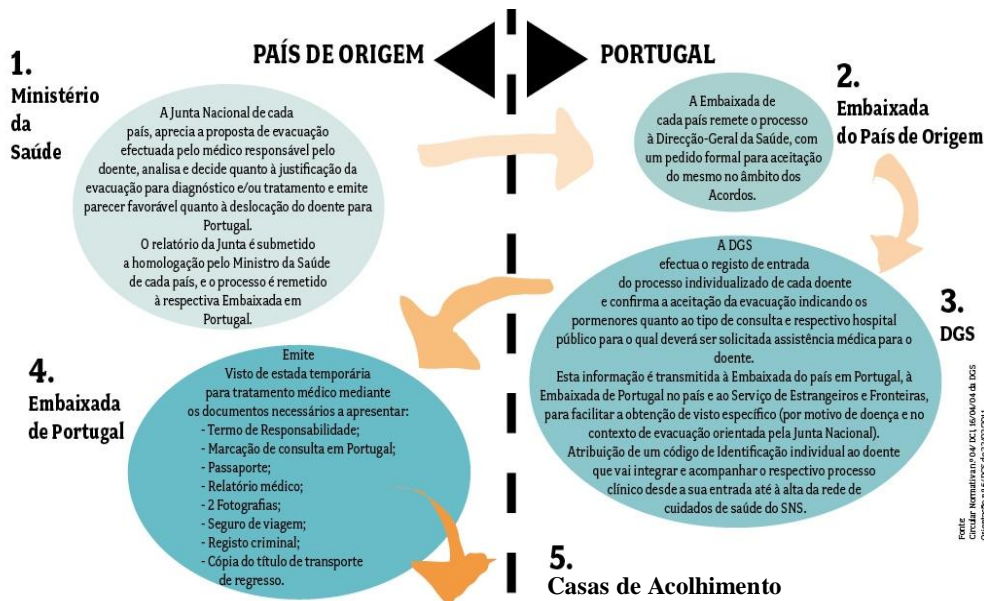 PAÍS DE ORIGEM
PORTUGAL
1.
Ministério
da
Saúde
A Junta Nacional de cada
país, aprecia a proposta de evacuação
efectuada pelo médico responsável pelo
doente, analisa e decide quanto à justificação da
evacuação para diagnóstico e/ou tratamento e emite
parecer favorável quanto à deslocação do doente para
Portugal.
O relatório da Junta é submetido
a homologação pelo Ministro da Saúde
de cada país, e o processo é remetido
à respectiva Embaixada em
Portugal.
2.
Embaixada
do País de Origem
A Embaixada de
cada país remete o processo
à Direcção-Geral da Saúde, com
um pedido formal para aceitação
do mesmo no âmbito dos
Acordos.
3.
DGS
A DGS
efectua o registo de entrada
do processo individualizado de cada doente
e confirma a aceitação da evacuação indicando os
pormenores quanto ao tipo de consulta e respectivo hospital
público para o qual deverá ser solicitada assistência médica para o
doente.
Esta informação é transmitida à Embaixada do país em Portugal, à
Embaixada de Portugal no país e ao Serviço de Estrangeiros e Fronteiras,
para facilitar a obtenção de visto específico (por motivo de doença e no
contexto de evacuação orientada pela Junta Nacional).
Atribuição de um código de Identificação individual ao doente
que vai integrar e acompanhar o respectivo processo
clínico desde a sua entrada até à alta da rede de
cuidados de saúde do SNS.
4.
Embaixada
de Portugal
Emite
Visto de estada temporária
para tratamento médico mediante
os documentos necessários a apresentar:
- Termo de Responsabilidade;
- Marcação de consulta em Portugal;
- Passaporte;
- Relatório médico;
- 2 Fotografias;
- Seguro de viagem;
- Registo criminal;
- Cópia do título de transporte
de regresso.
5.
Casas de Acolhimento
Fonte
Circular Normativa n.º 04/ DCI, 16/04/04 da DGS